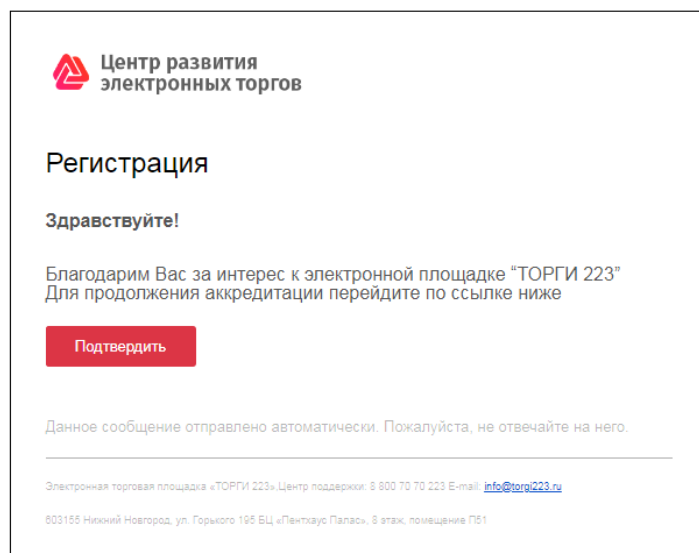 Центр развития
электронных торгов
Регистрация
Здравствуйте!
Благодарим Вас за интерес к электронной площадке “ТОРГИ 223”
Для продолжения аккредитации перейдите по ссылке ниже
Подтвердить
Данное сообщение отправлено автоматически. Пожалуйста, не отвечайте на него.
Электронная торговая площадка «ТОРГИ 223»,Центр поддержки: 8 800 70 70 223 E-mail: info@torgi223.ru
603155 Нижний Новгород, ул. Горького 195 БЦ «Пентхаус Палас», 8 этаж, помещение П51